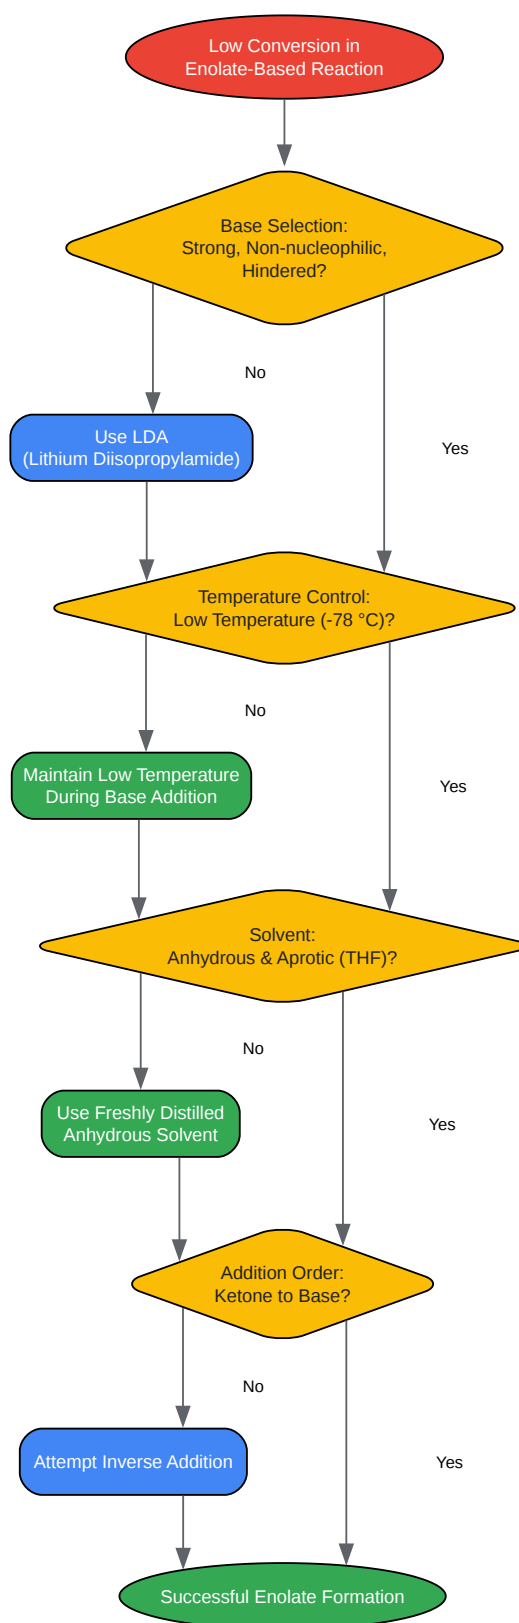 Low Conversion in
Enolate-Based Reaction
Base Selection:
Strong, Non-nucleophilic,
Hindered?
No
Use LDA
(Lithium Diisopropylamide)
Yes
Temperature Control:
Low Temperature (-78 °C)?
No
Maintain Low Temperature
During Base Addition
Yes
Solvent:
Anhydrous & Aprotic (THF)?
No
Use Freshly Distilled
Anhydrous Solvent
Yes
Addition Order:
Ketone to Base?
No
Attempt Inverse Addition
Yes
Successful Enolate Formation